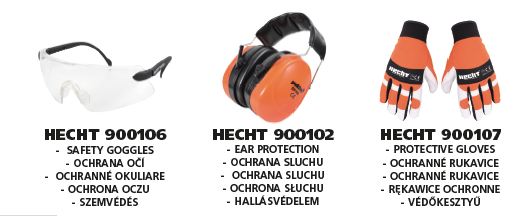 HECHT 900106
- SAFETY GOGGLES
- OCHRANA OČÍ
- OCHRANNÉ OKULIARE
- OCHRONA OCZU
- SZEMVÉDÉS
HECHT 900102
- EAR PROTECTION
- OCHRANA SLUCHU
- OCHRANA SLUCHU
- OCHRONA SŁUCHU
- HALLÁSVÉDELEM
HECHT HECHT
HECHT 900107
- PROTECTIVE GLOVES
- OCHRANNÉ RUKAVICE
- OCHRANNÉ RUKAVICE
- RĘKAWICE OCHRONNE
- VÉDŐKESZTYŰ